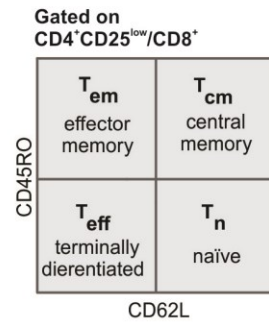 Gated on
CD4⁺CD25ˡᵒʷ/CD8⁺
Tem
effector
memory
Tcm
central
memory
Teff
terminally
dierentiated
Tn
naïve
CD45RO
CD62L